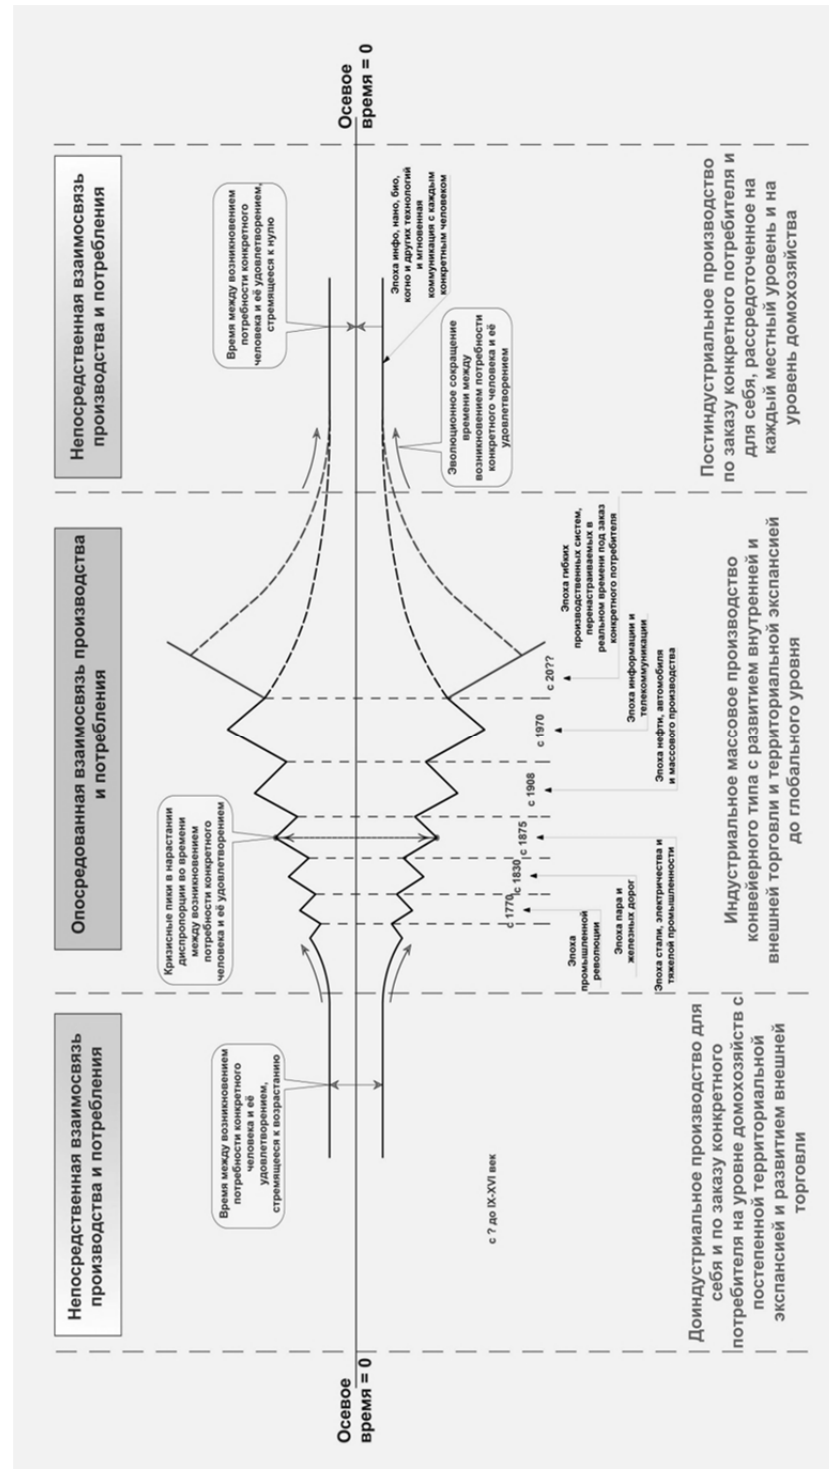 Непосредственная взаимосвязь
производства и потребления
Опосредованная взаимосвязь производства
и потребления
Непосредственная взаимосвязь
производства и потребления
Время между возникновением
потребности конкретного
человека и её
удовлетворением,
стремящееся к возрастанию
Кризисные пики в нарастании
диспропорции во времени
между возникновением
потребности конкретного
человека и её удовлетворением
Время между возникновением
потребности конкретного
человека и её удовлетворением,
стремящееся к нулю
Осевое
время = 0
Осевое
время = 0
Эпоха инфо, нано, био,
когно и других технологий
и мгновенная
коммуникация с каждым
конкретным человеком
Эволюционное сокращение
времени между
возникновением потребности
конкретного человека и её
удовлетворением
с ? до IX-XVI век
с 1770
с 1830
с 1875
с 1908
с 1970
с 20??
Эпоха
промышленной
революции
Эпоха пара и
железных дорог
Эпоха стали, электричества и
тяжелой промышленности
Эпоха нефти, автомобиля
и массового производства
Эпоха информации и
телекоммуникации
Эпоха гибких
производственных систем,
перенастраиваемых в
реальном времени под заказ
конкретного потребителя
Доиндустриальное производство для
себя и по заказу конкретного
потребителя на уровне домохозяйств с
постепенной территориальной
экспансией и развитием внешней
торговли
Индустриальное массовое производство
конвейерного типа с развитием внутренней и
внешней торговли и территориальной экспансией
до глобального уровня
Постиндустриальное производство
по заказу конкретного потребителя и
для себя, рассредоточенное на
каждый местный уровень и на
уровень домохозяйства